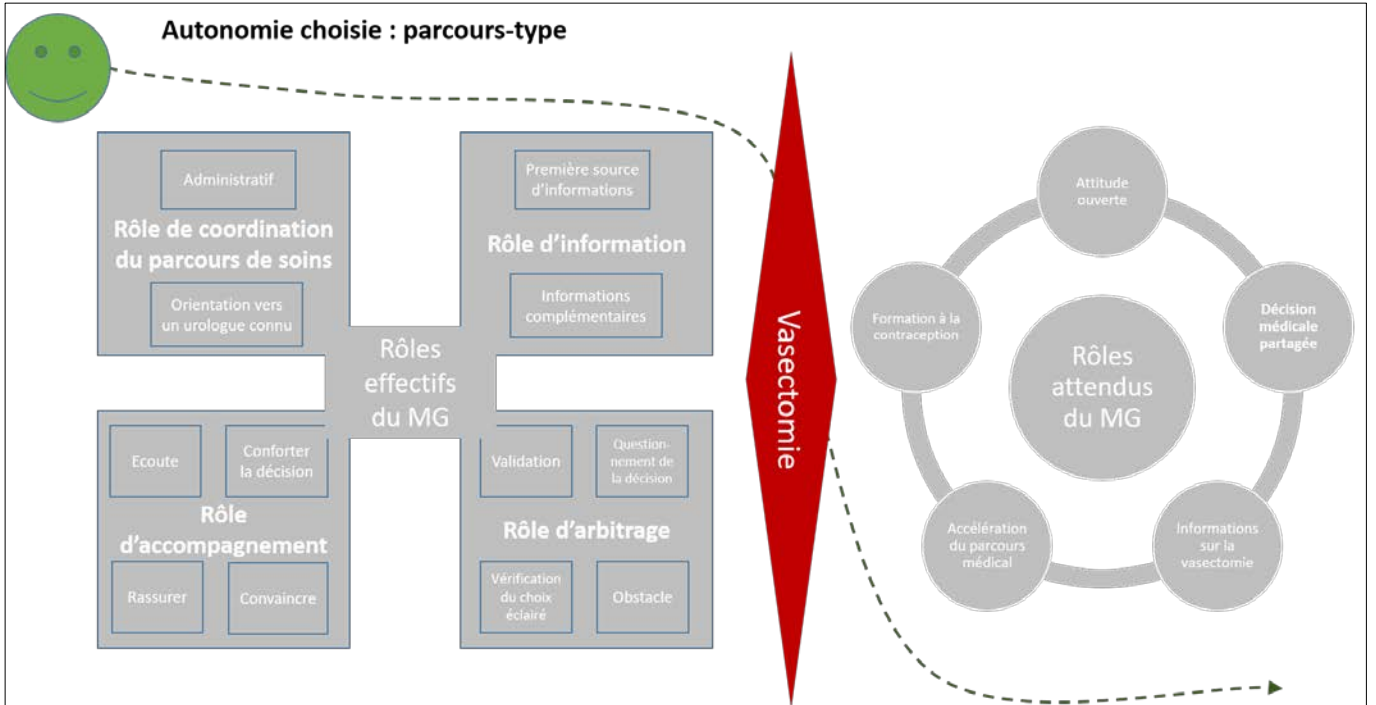 Autonomie choisie : parcours-type
Administratif
Rôle de coordination
du parcours de soins
Orientation vers
un urologue connu
Première source
d'informations
Rôle d'information
Informations
complémentaires
Rôles
effectifs
du MG
Ecoute
Conforter
la décision
Rôle
d'accompagnement
Rassurer
Convaincre
Validation
Question-
nement de
la décision
Rôle d'arbitrage
Vérification
du choix
éclairé
Obstacle
Vasectomie
Attitude
ouverte
Formation à la
contraception
Décision
médicale
partagée
Rôles
attendus
du MG
Accélération
du parcours
médical
Informations
sur la
vasectomie